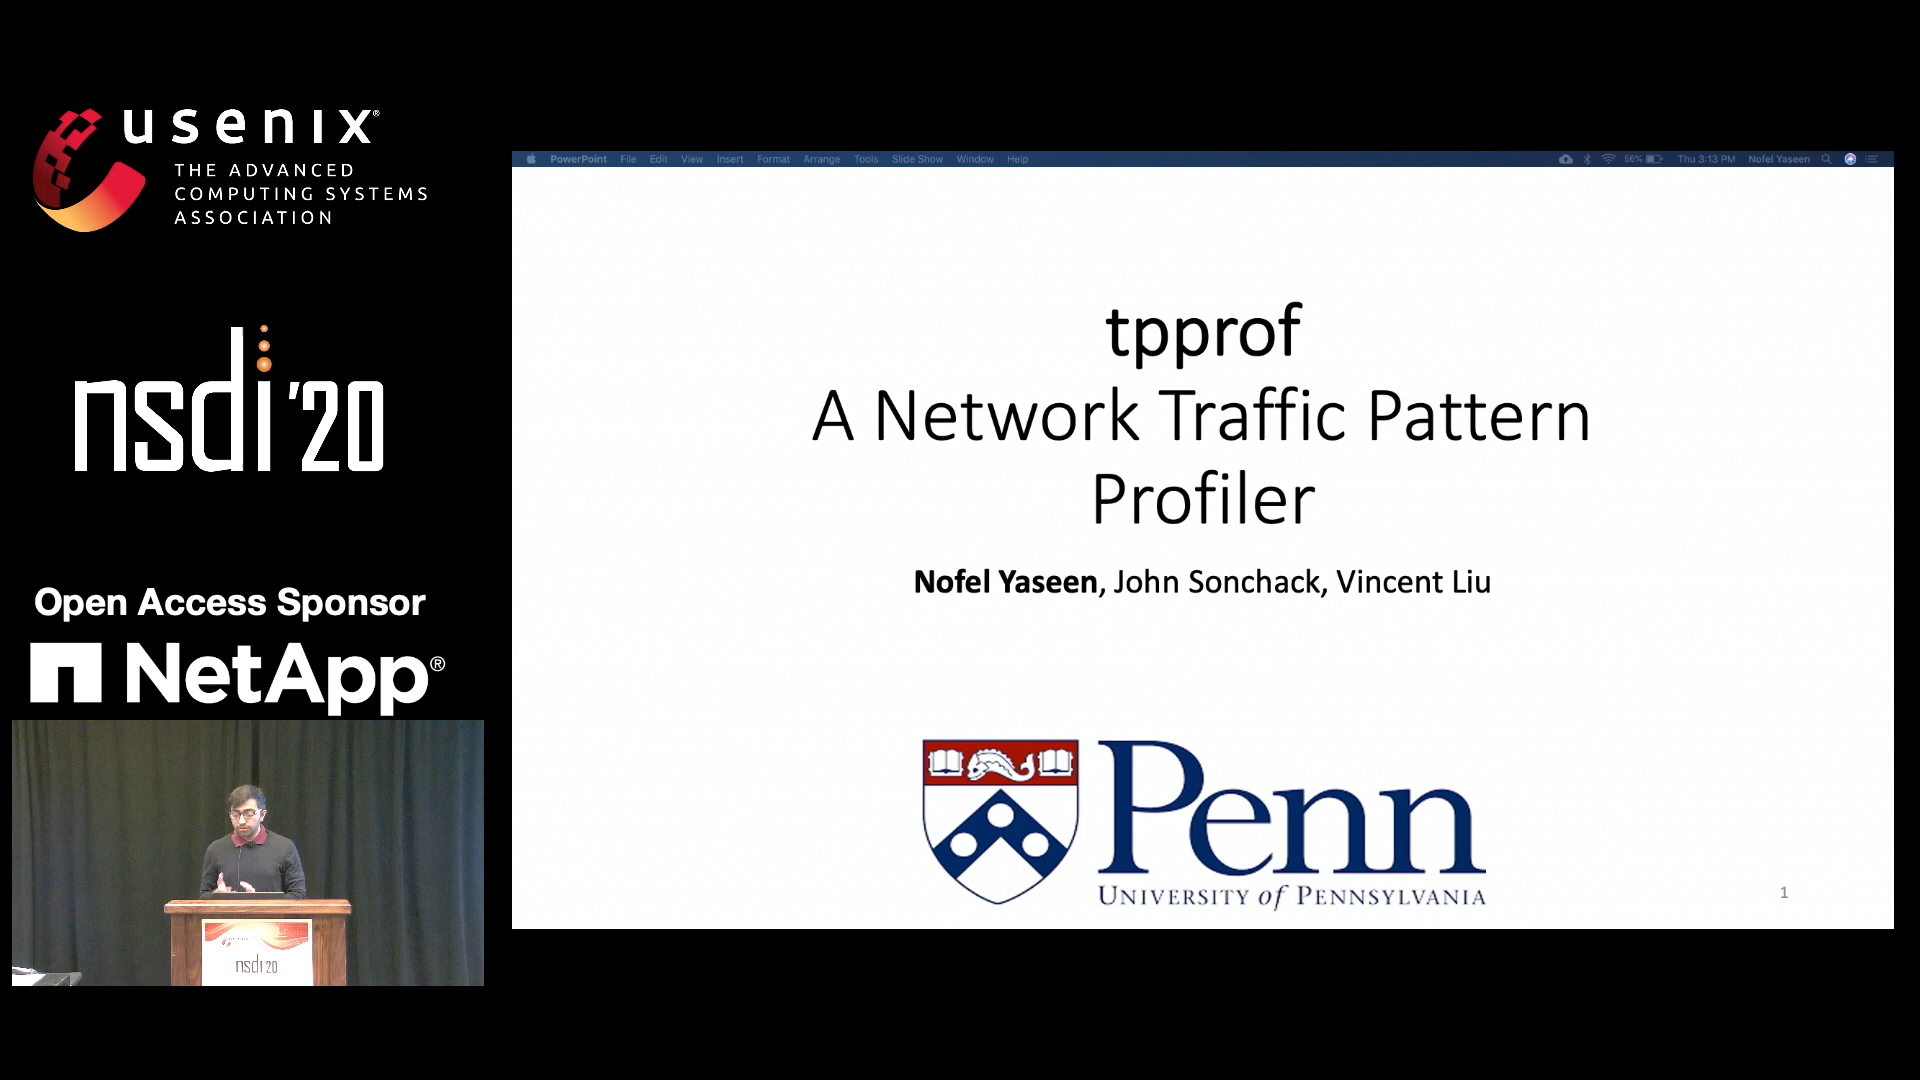 usenix®
THE ADVANCED
COMPUTING SYSTEMS
ASSOCIATION
nsdi '20
Open Access Sponsor
NetApp®
nsdi 20
PowerPoint File Edit View Insert Format Arrange Tools Slide Show Window Help 56% Thu 3:13 PM Nofel Yaseen
tpprof
A Network Traffic Pattern
Profiler
Nofel Yaseen, John Sonchack, Vincent Liu
Penn
UNIVERSITY of PENNSYLVANIA
1